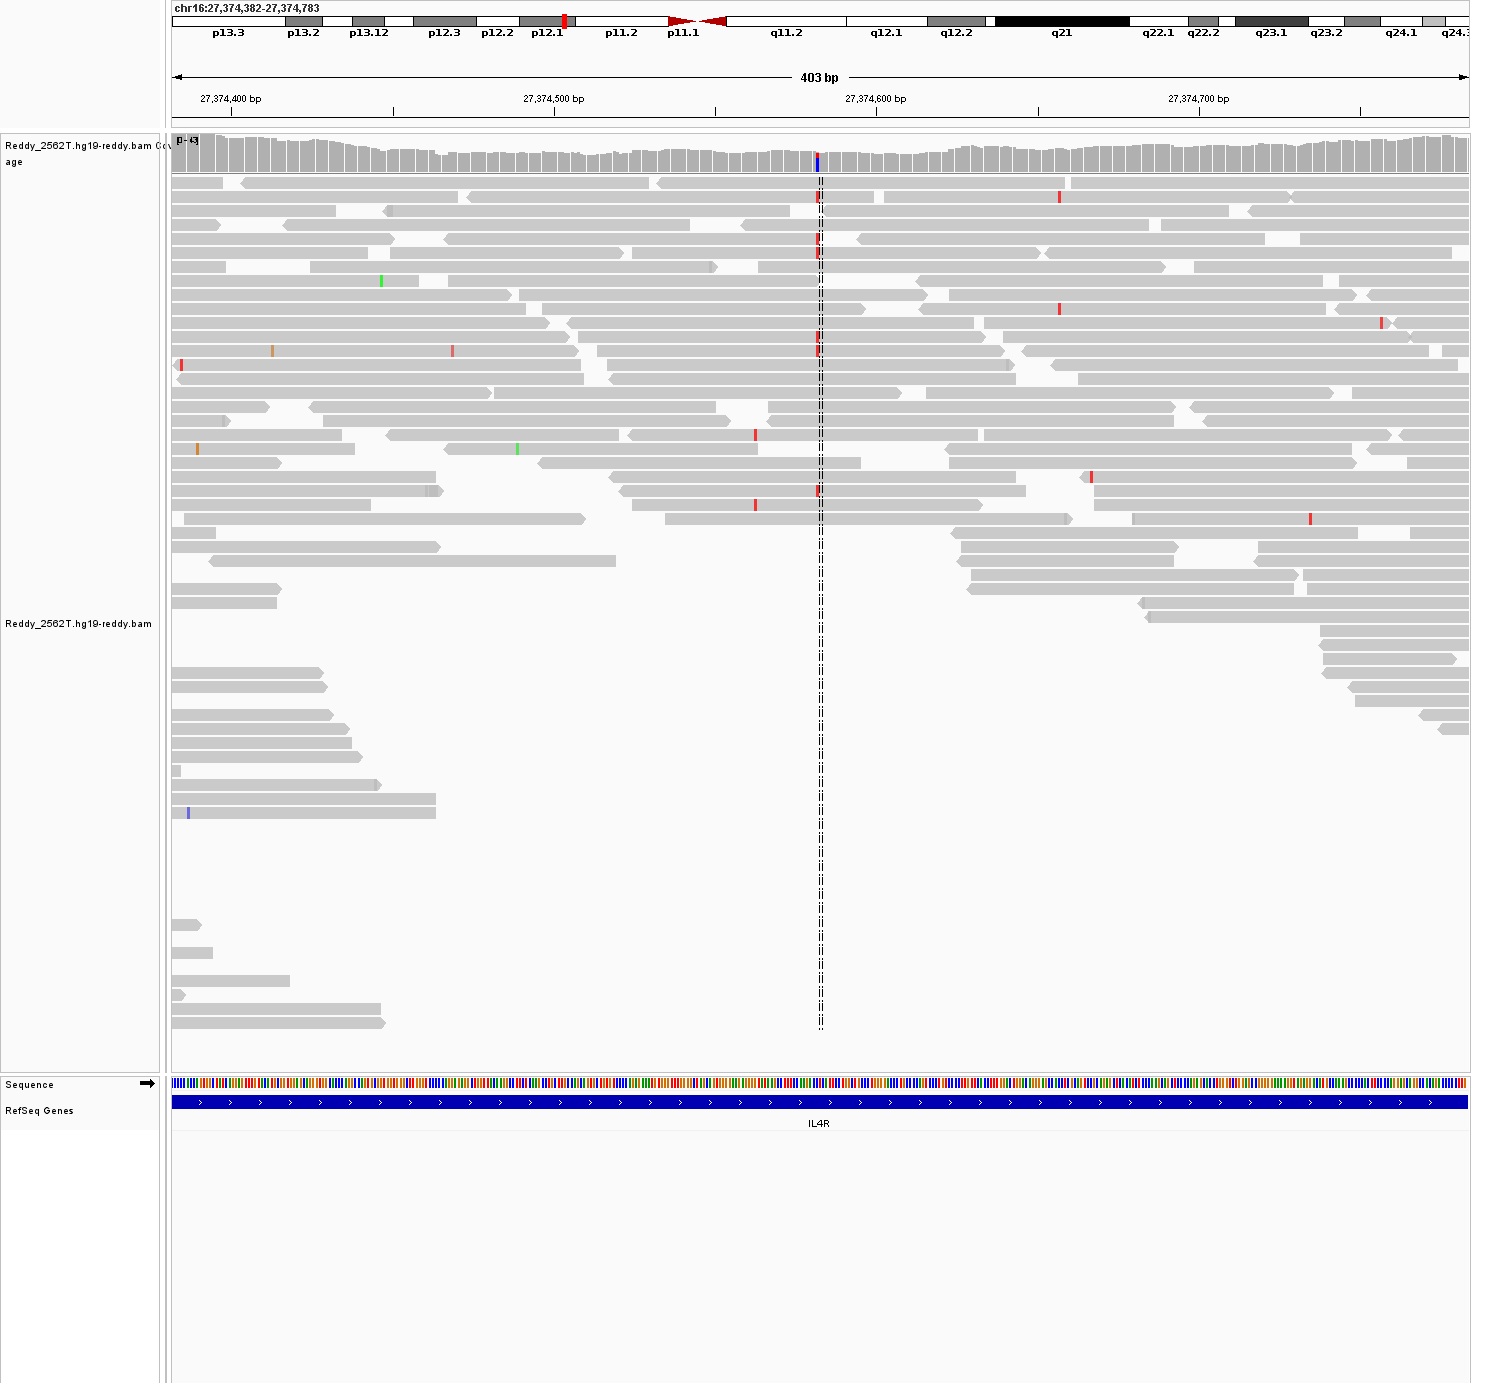 chr16:27,374,382-27,374,783
p13.3 p13.2 p13.12 p12.3 p12.2 p12.1 p11.2 p11.1 q11.2 q12.1 q12.2 q21 q22.1 q22.2 q23.1 q23.2 q24.1 q24.3
403 bp
27,374,400 bp 27,374,500 bp 27,374,600 bp 27,374,700 bp
Reddy_2562T.hg19-reddy.bam Cov
age
Reddy_2562T.hg19-reddy.bam
Sequence
RefSeq Genes
IL4R